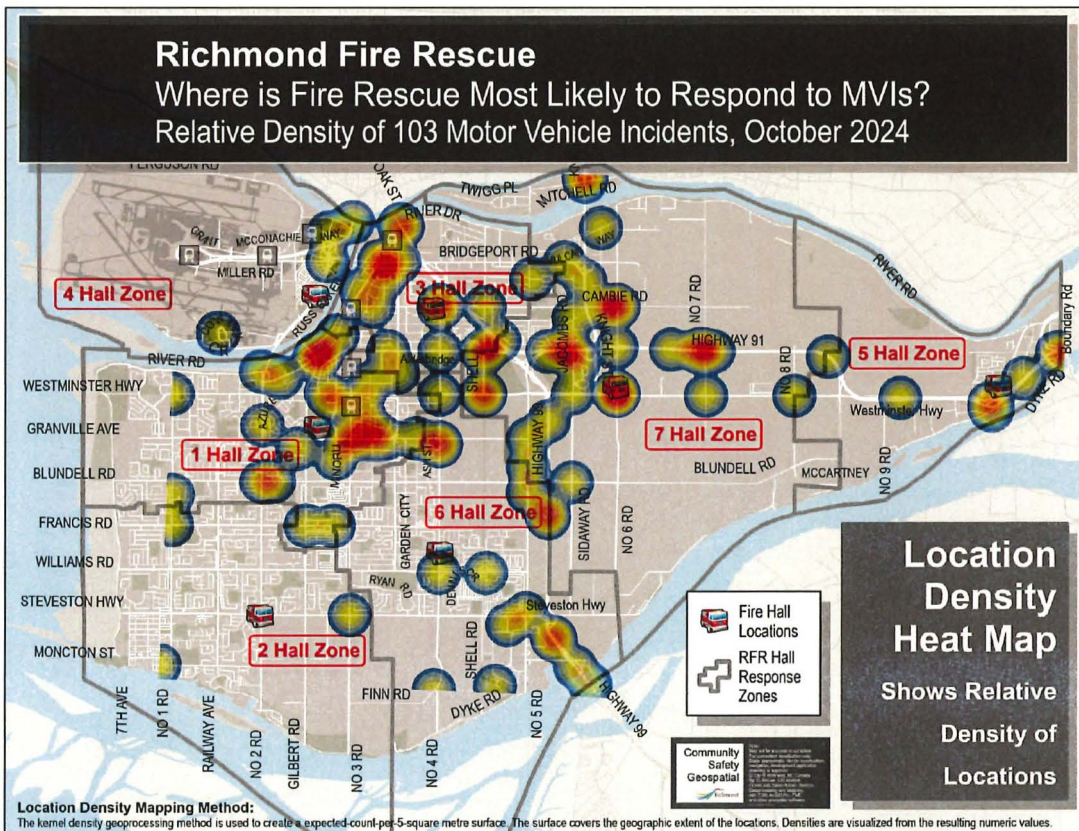 Richmond Fire Rescue
Where is Fire Rescue Most Likely to Respond to MVIs?
Relative Density of 103 Motor Vehicle Incidents, October 2024
FERGUSON RD
OAK ST
TWIGG PL
MITCHELL RD
RIVER DR
GRANT
MCCONACHIE
WAY
MILLER RD
BRIDGEPORT RD
VULCAN
WAY
RIVER RD
4 Hall Zone
3 Hall Zone
CAMBIE RD
NO 7 RD
Boundary Rd
RIVER RD
JACOMBS RD
KNIGHT
HIGHWAY 91
5 Hall Zone
WESTMINSTER HWY
SHELL
NO 8 RD
DYKE RD
Westminster Hwy
GRANVILLE AVE
AZURE
7 Hall Zone
1 Hall Zone
MINORU
ASH ST
HIGHWAY 99
BLUNDELL RD
BLUNDELL RD
MCCARTNEY
NO 9 RD
6 Hall Zone
FRANCIS RD
GARDEN CITY
SIDAWAY RD
NO 6 RD
WILLIAMS RD
RYAN RD
STEVESTON HWY
Steveston Hwy
2 Hall Zone
MONCTON ST
SHELL RD
FINN RD
DYKE RD
HIGHWAY 99
7TH AVE
NO 1 RD
RAILWAY AVE
NO 2 RD
GILBERT RD
NO 3 RD
NO 4 RD
NO 5 RD
Fire Hall
Locations
RFR Hall
Response
Zones
Community
Safety
Geospatial
Richmond
Location
Density
Heat Map
Shows Relative
Density of
Locations
Location Density Mapping Method:
The kernel density geoprocessing method is used to create a expected-count-per-5-square metre surface. The surface covers the geographic extent of the locations. Densities are visualized from the resulting numeric values.